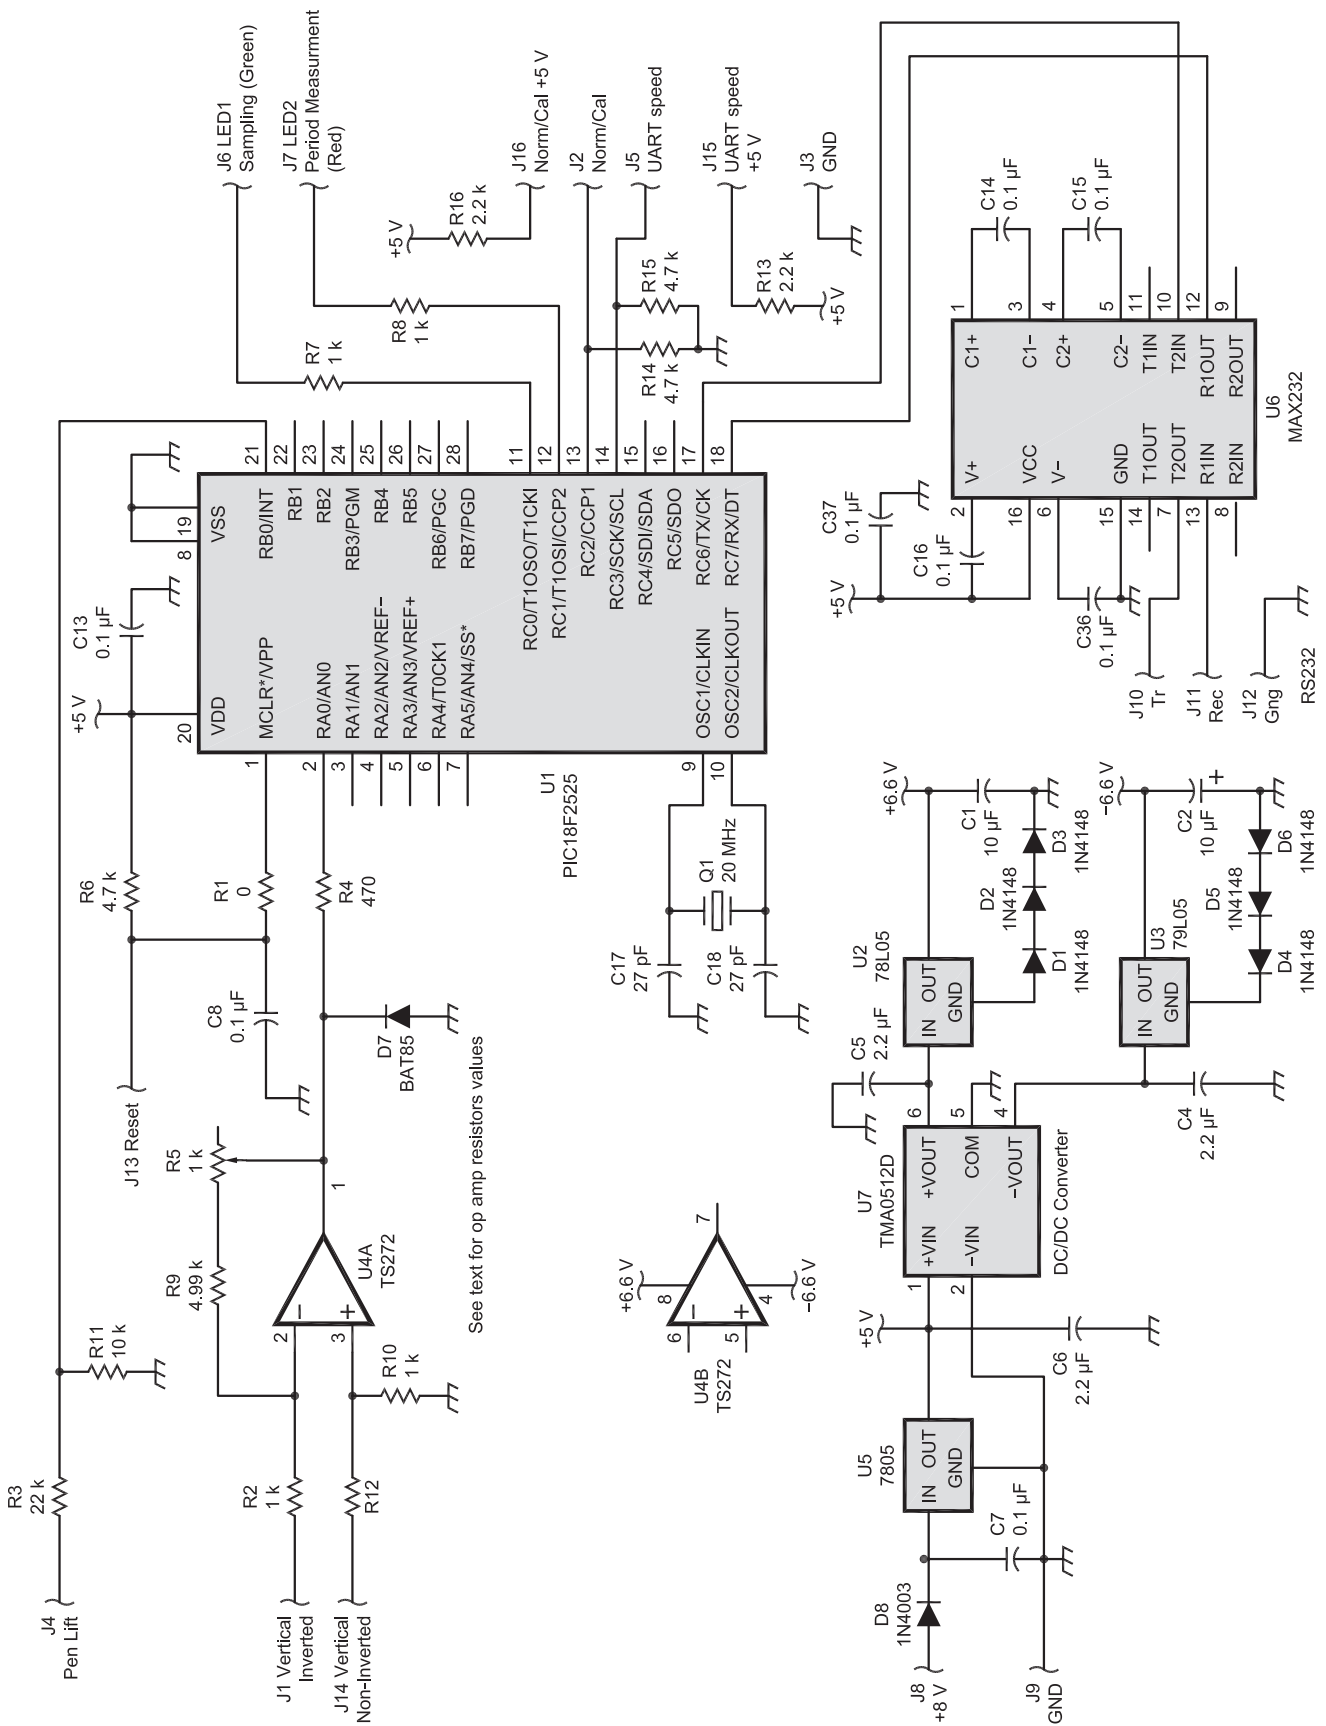 J4
Pen Lift
R3
22 k
R11
10 k
J1 Vertical
Inverted
J14 Vertical
Non-Inverted
R2
1 k
R12
R10
1 k
R9
4.99 k
R5
1 k
2
3
−
+
1
U4A
TS272
See text for op amp resistors values
J13 Reset
C8
0.1 µF
R6
4.7 k
R1
0
R4
470
D7
BAT85
+5 V
C13
0.1 µF
20
VDD
8
19
VSS
1
2
3
4
5
6
7
9
10
MCLR*/VPP
RA0/AN0
RA1/AN1
RA2/AN2/VREF−
RA3/AN3/VREF+
RA4/T0CK1
RA5/AN4/SS*
OSC1/CLKIN
OSC2/CLKOUT
RB0/INT
RB1
RB2
RB3/PGM
RB4
RB5
RB6/PGC
RB7/PGD
RC0/T1OSO/T1CKI
RC1/T1OSI/CCP2
RC2/CCP1
RC3/SCK/SCL
RC4/SDI/SDA
RC5/SDO
RC6/TX/CK
RC7/RX/DT
21
22
23
24
25
26
27
28
11
12
13
14
15
16
17
18
U1
PIC18F2525
C17
27 pF
C18
27 pF
Q1
20 MHz
R7
1 k
R8
1 k
+5 V
R16
2.2 k
R14
4.7 k
R15
4.7 k
R13
2.2 k
+5 V
J6 LED1
Sampling (Green)
J7 LED2
Period Measurment
(Red)
J16
Norm/Cal +5 V
J2
Norm/Cal
J5
UART speed
J15
UART speed
+5 V
J3
GND
U4B
TS272
6
5
−
+
7
+6.6 V
8
4
−6.6 V
J8
+8 V
J9
GND
D8
1N4003
C7
0.1 µF
U5
7805
IN
OUT
GND
+5 V
C6
2.2 µF
1
2
+VIN
−VIN
+VOUT
COM
−VOUT
6
5
4
U7
TMA0512D
DC/DC Converter
C5
2.2 µF
C4
2.2 µF
U2
78L05
IN
OUT
GND
U3
79L05
IN
OUT
GND
D1
1N4148
D2
1N4148
D3
1N4148
C1
10 µF
+6.6 V
D4
1N4148
D5
1N4148
D6
1N4148
C2
10 µF
+
−6.6 V
+5 V
C37
0.1 µF
C16
0.1 µF
C36
0.1 µF
J10
Tr
J11
Rec
J12
Gng
RS232
2
16
6
15
14
7
13
8
V+
VCC
V−
GND
T1OUT
T2OUT
R1IN
R2IN
C1+
C1−
C2+
C2−
T1IN
T2IN
R1OUT
R2OUT
1
3
4
5
11
10
12
9
C14
0.1 µF
C15
0.1 µF
U6
MAX232